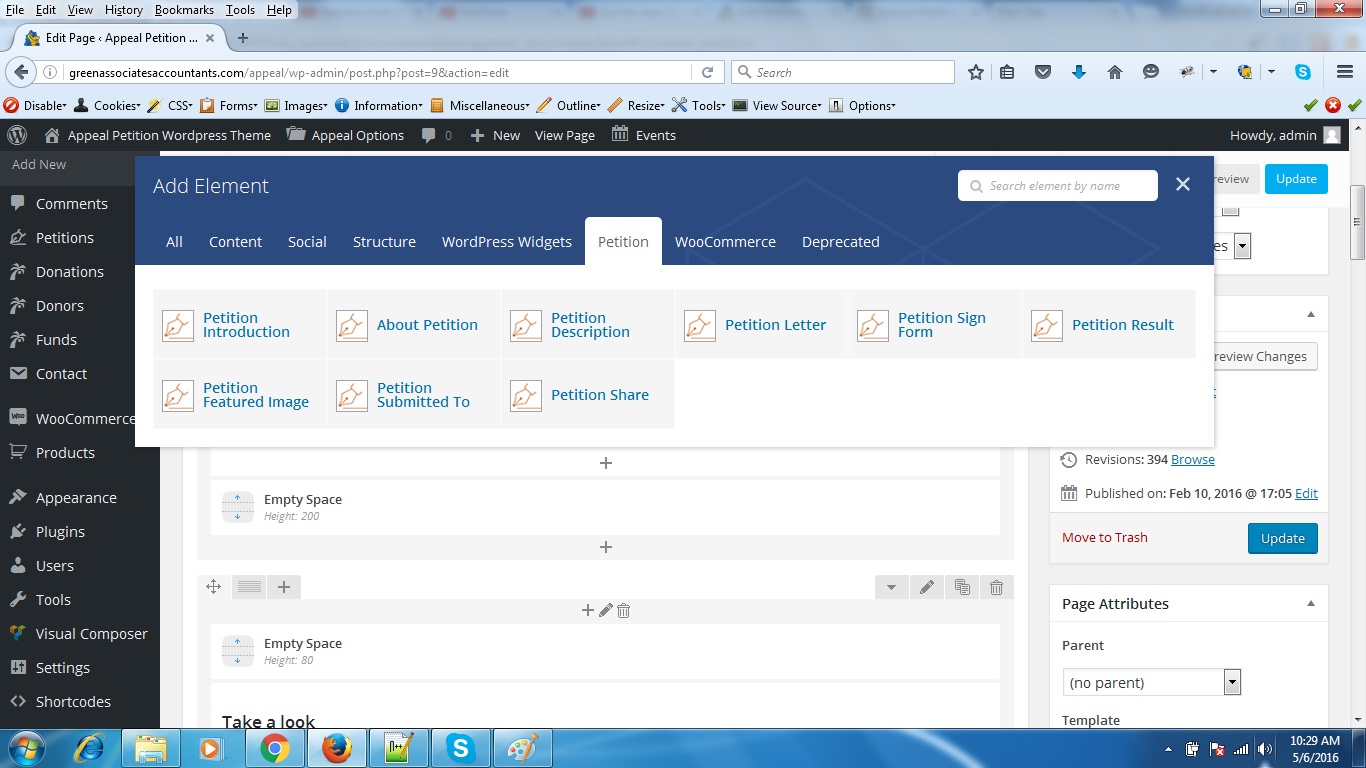 File Edit View History Bookmarks Tools Help
Edit Page ‹ Appeal Petition ...
greenassociatesaccountants.com/appeal/wp-admin/post.php?post=9&action=edit
Search
Disable Cookies CSS Forms Images Information Miscellaneous Outline Resize Tools View Source Options
Appeal Petition Wordpress Theme Appeal Options 0 New View Page Events Howdy, admin
Add New
Comments
Petitions
Donations
Donors
Funds
Contact
WooCommerce
Products
Appearance
Plugins
Users
Tools
Visual Composer
Settings
Shortcodes
Add Element
Search element by name
All Content Social Structure WordPress Widgets Petition WooCommerce Deprecated
Petition
Introduction
About Petition
Petition
Description
Petition Letter
Petition Sign
Form
Petition Result
Petition
Featured Image
Petition
Submitted To
Petition Share
Empty Space
Height: 200
Empty Space
Height: 80
Take a look
review
Update
es
review Changes
Revisions: 394 Browse
Published on: Feb 10, 2016 @ 17:05 Edit
Move to Trash
Update
Page Attributes
Parent
(no parent)
Template
10:29 AM
5/6/2016